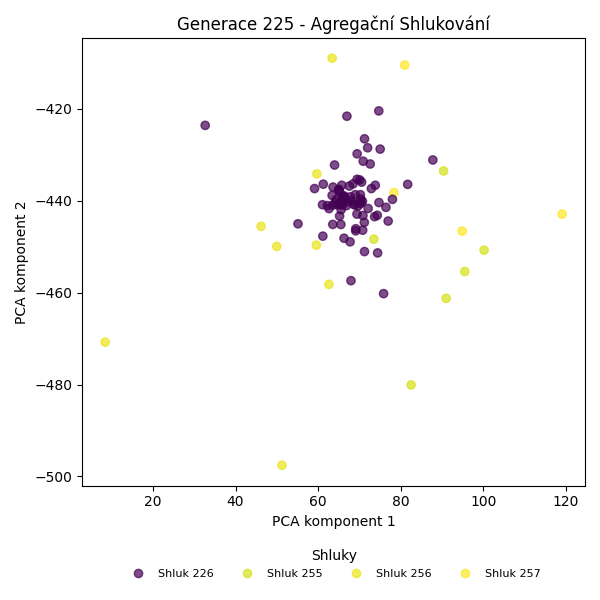 Generace 225 - Agregační Shlukování
PCA komponent 2
−420
−440
−460
−480
−500
20 40 60 80 100 120
PCA komponent 1
Shluky
Shluk 226 Shluk 255 Shluk 256 Shluk 257